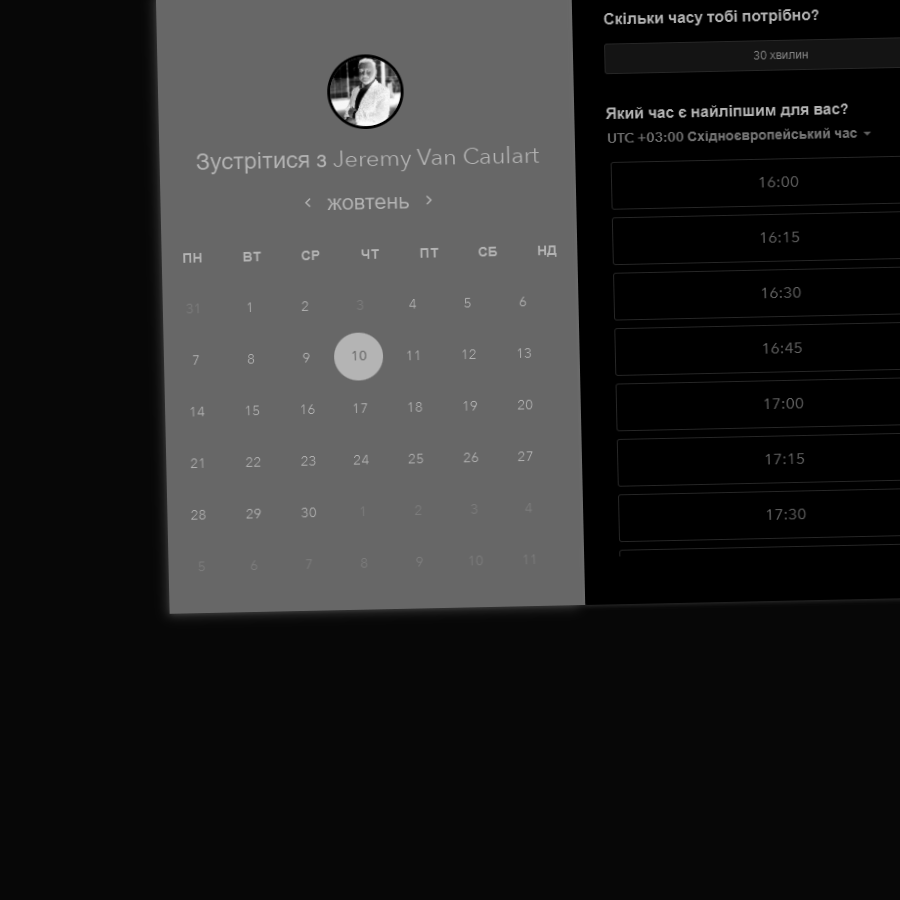 Зустрітися з Jeremy Van Caulart
‹ жовтень ›
ПН ВТ СР ЧТ ПТ СБ НД
31 1 2 3 4 5 6
7 8 9 10 11 12 13
14 15 16 17 18 19 20
21 22 23 24 25 26 27
28 29 30 1 2 3 4
5 6 7 8 9 10 11
Скільки часу тобі потрібно?
30 хвилин
Який час є найліпшим для вас?
UTC +03:00 Східноєвропейський час
16:00
16:15
16:30
16:45
17:00
17:15
17:30